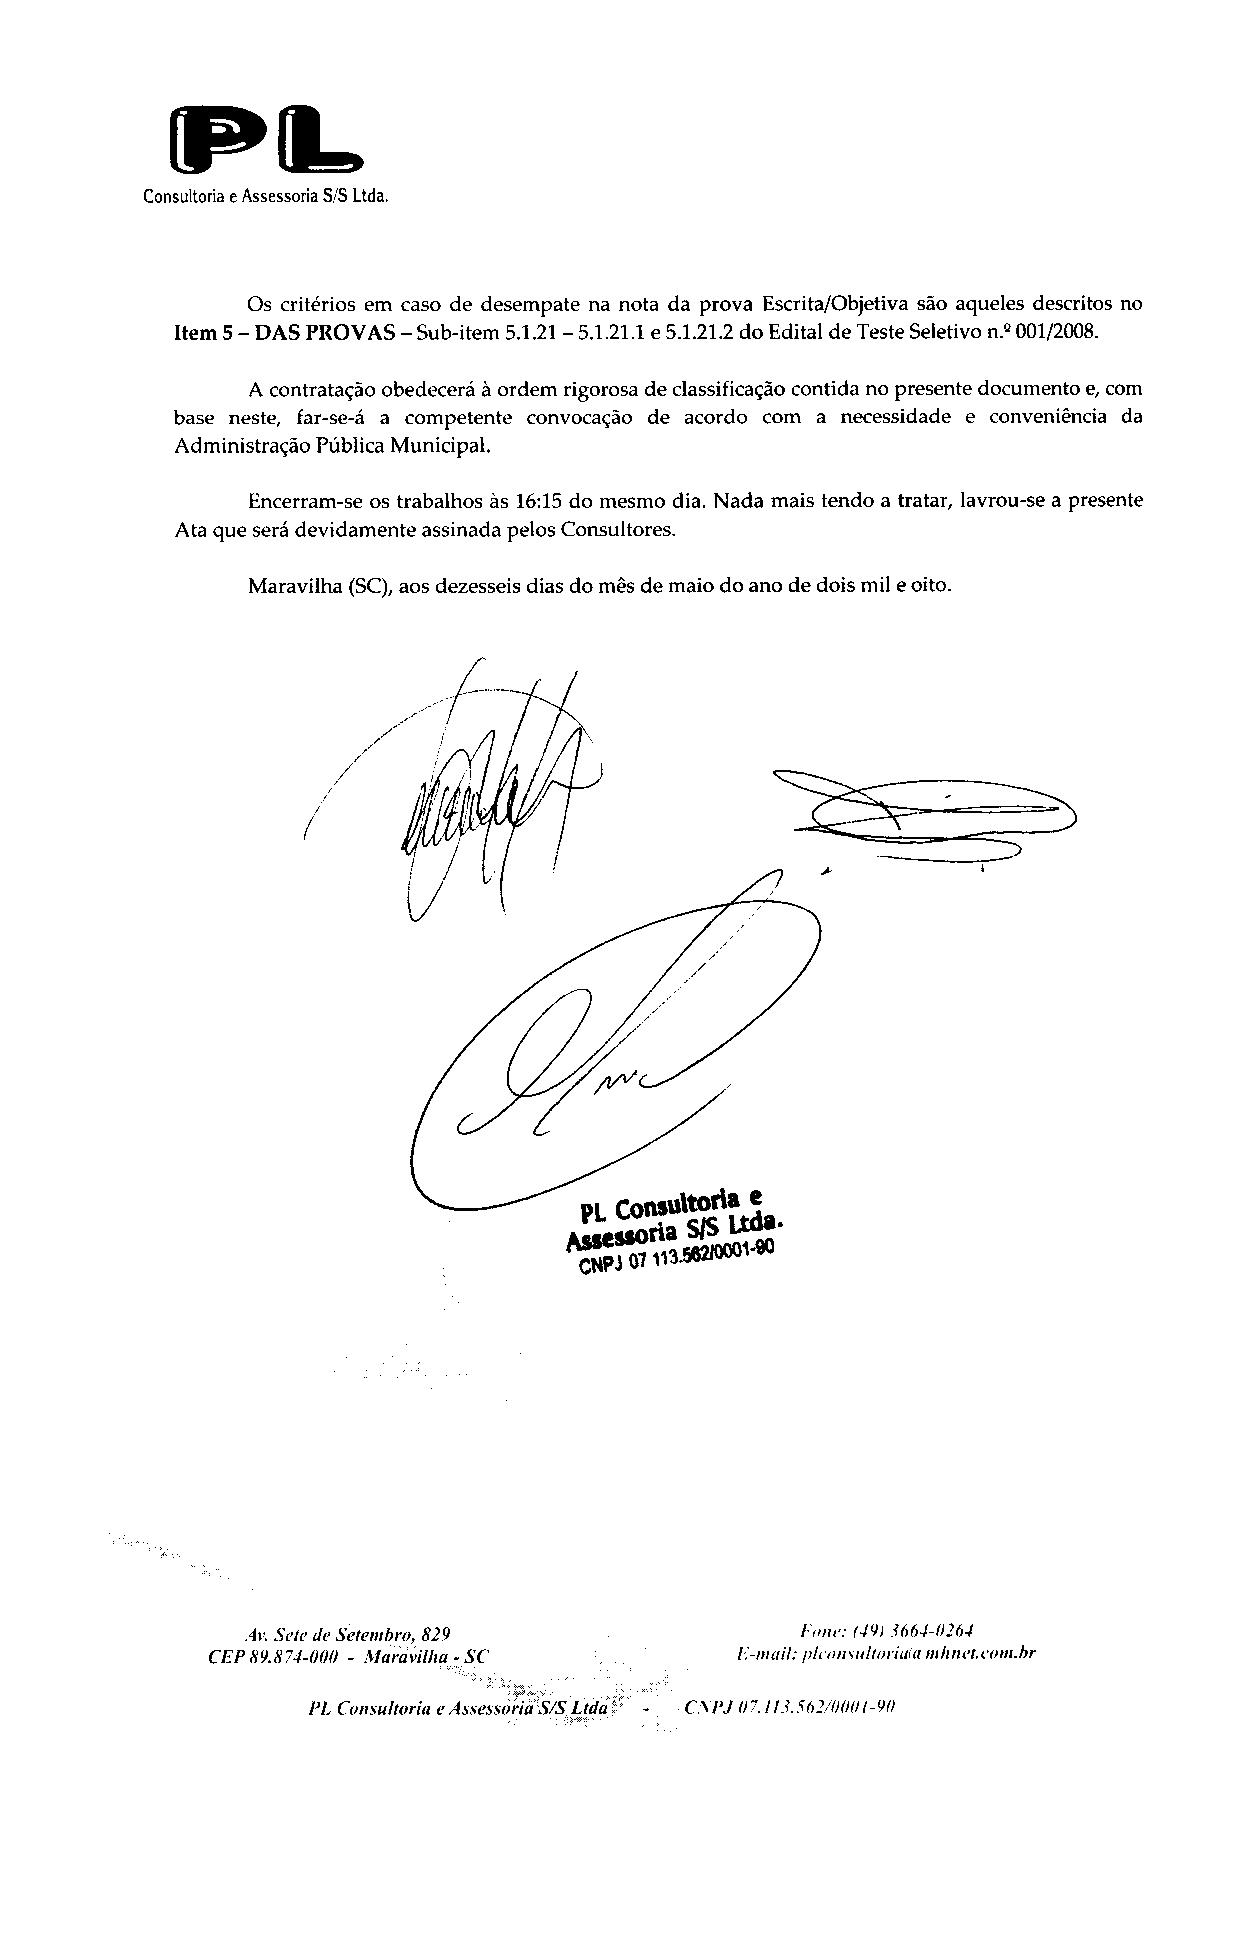 PL
Consultoria e Assessoria S/S Ltda.
Os critérios em caso de desempate na nota da prova Escrita/Objetiva são aqueles descritos no
Item 5 – DAS PROVAS – Sub-item 5.1.21 – 5.1.21.1 e 5.1.21.2 do Edital de Teste Seletivo n.º 001/2008.
A contratação obedecerá à ordem rigorosa de classificação contida no presente documento e, com
base neste, far-se-á a competente convocação de acordo com a necessidade e conveniência da
Administração Pública Municipal.
Encerram-se os trabalhos às 16:15 do mesmo dia. Nada mais tendo a tratar, lavrou-se a presente
Ata que será devidamente assinada pelos Consultores.
Maravilha (SC), aos dezesseis dias do mês de maio do ano de dois mil e oito.
PL Consultoria e
Assessoria S/S Ltda.
CNPJ 07 113.562/0001-90
Av. Sete de Setembro, 829
CEP 89.874-000 - Maravilha - SC
Fone: (49) 3664-0264
E-mail: plconsultoria@mhnet.com.br
PL Consultoria e Assessoria S/S Ltda - CNPJ 07.113.562/0001-90